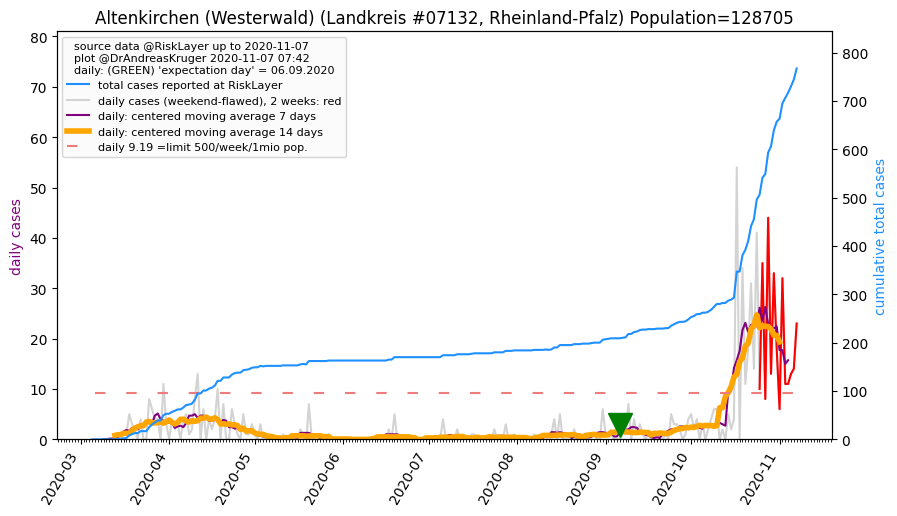 Altenkirchen (Westerwald) (Landkreis #07132, Rheinland-Pfalz) Population=128705
source data @RiskLayer up to 2020-11-07
plot @DrAndreasKruger 2020-11-07 07:42
daily: (GREEN) 'expectation day' = 06.09.2020
total cases reported at RiskLayer
daily cases (weekend-flawed), 2 weeks: red
daily: centered moving average 7 days
daily: centered moving average 14 days
daily 9.19 =limit 500/week/1mio pop.
daily cases
80
70
60
50
40
30
20
10
0
cumulative total cases
800
700
600
500
400
300
200
100
0
2020-03
2020-04
2020-05
2020-06
2020-07
2020-08
2020-09
2020-10
2020-11